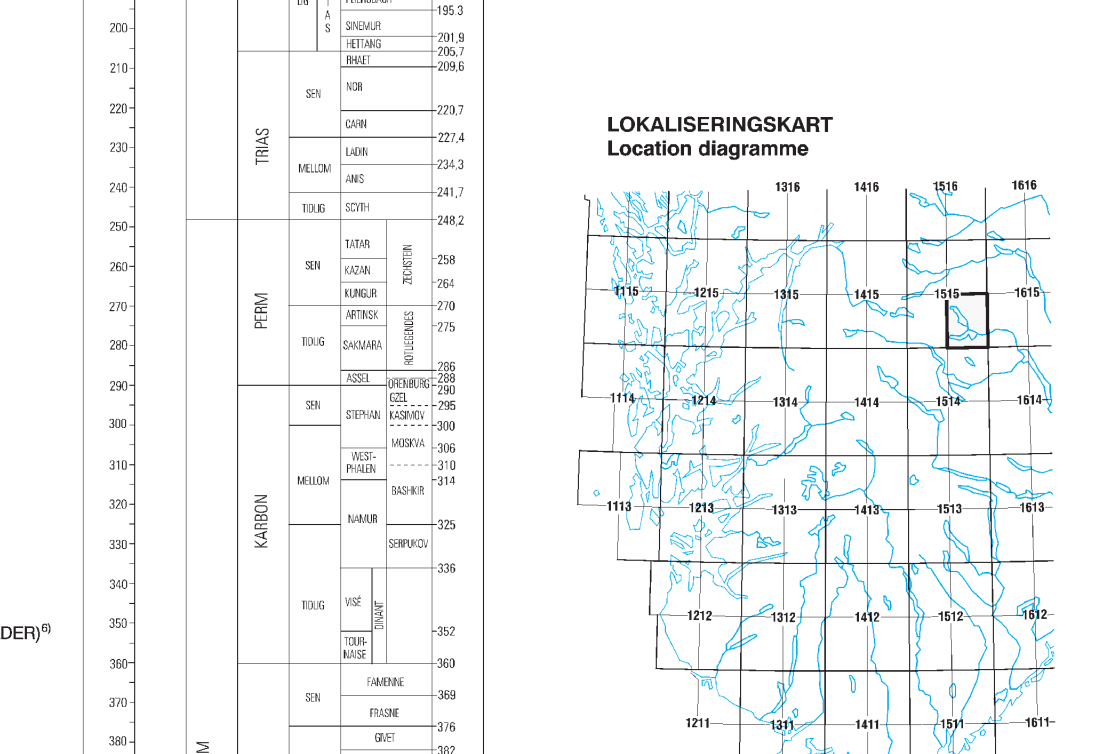 195.3
200
SINEMUR
201,9
HETTANG
205,7
RHAET
209,6
210
NOR
SEN
220
220,7
CARN
227,4
230
TRIAS
LADIN
234,3
MELLOM
ANIS
240
241,7
TIDLIG
SCYTH
248,2
250
TATAR
258
SEN
KAZAN
ZECHSTEIN
260
264
KUNGUR
270
270
PERM
ARTINSK
275
TIDLIG
SAKMARA
ROTLIEGENDES
280
286
ASSEL
288
290
ORENBURG
290
GZEL
295
SEN
STEPHAN
KASIMOV
300
300
MOSKVA
306
WEST-
PHALEN
310
310
MELLOM
314
BASHKIR
320
KARBON
NAMUR
325
330
SERPUKOV
336
340
TIDLIG
VISÉ
DINANT
350
352
TOUR-
NAISE
360
360
FAMENNE
369
370
SEN
FRASNE
376
GIVET
380
382
M
DER)6)
LOKALISERINGSKART
Location diagramme
1316 1416 1516 1616
1115 1215 1315 1415 1515 1615
1114 1214 1314 1414 1514 1614
1113 1213 1313 1413 1513 1613
1212 1312 1412 1512 1612
1211 1311 1411 1511 1611